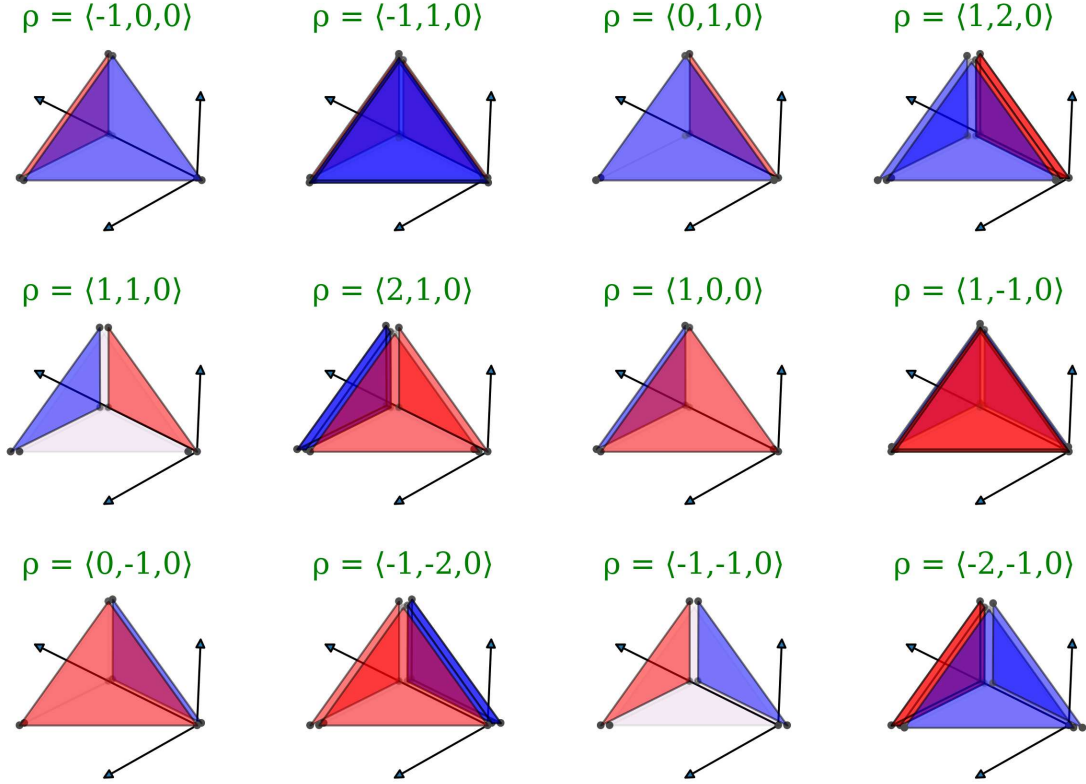 ρ = ⟨-1,0,0⟩
ρ = ⟨-1,1,0⟩
ρ = ⟨0,1,0⟩
ρ = ⟨1,2,0⟩
ρ = ⟨1,1,0⟩
ρ = ⟨2,1,0⟩
ρ = ⟨1,0,0⟩
ρ = ⟨1,-1,0⟩
ρ = ⟨0,-1,0⟩
ρ = ⟨-1,-2,0⟩
ρ = ⟨-1,-1,0⟩
ρ = ⟨-2,-1,0⟩